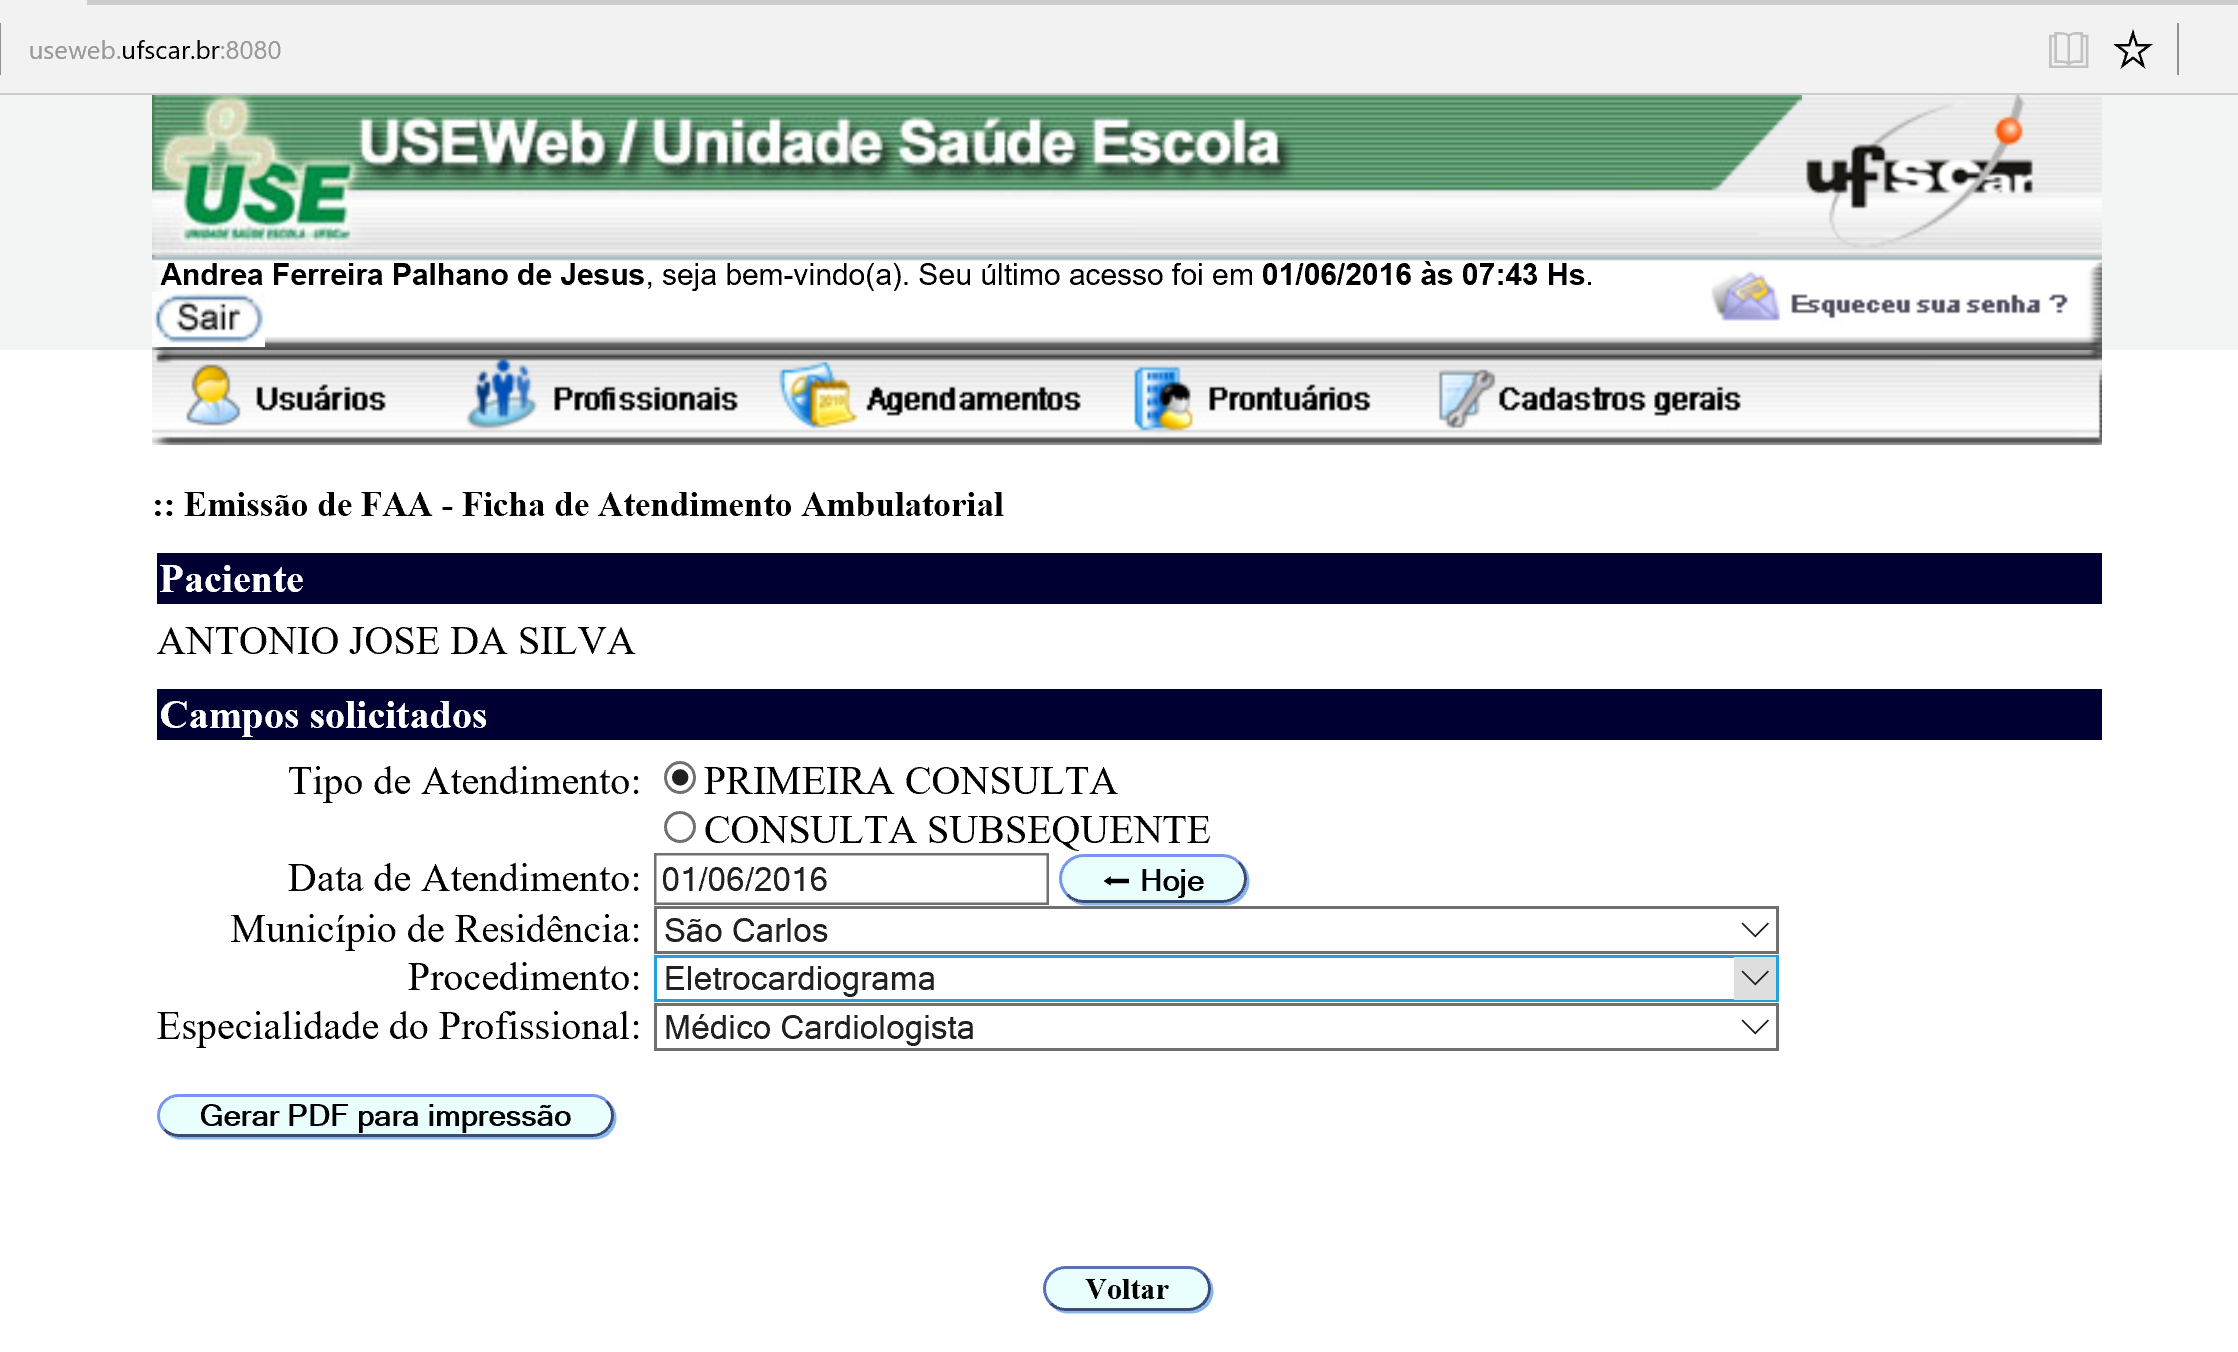 useweb.ufscar.br:8080
USEWeb / Unidade Saúde Escola
USE
UNIDADE SAÚDE ESCOLA - UFSCar
ufscar
Andrea Ferreira Palhano de Jesus, seja bem-vindo(a). Seu último acesso foi em 01/06/2016 às 07:43 Hs.
Sair
Esqueceu sua senha ?
Usuários Profissionais Agendamentos Prontuários Cadastros gerais
:: Emissão de FAA - Ficha de Atendimento Ambulatorial
Paciente
ANTONIO JOSE DA SILVA
Campos solicitados
Tipo de Atendimento: PRIMEIRA CONSULTA
CONSULTA SUBSEQUENTE
Data de Atendimento: 01/06/2016 ← Hoje
Município de Residência: São Carlos
Procedimento: Eletrocardiograma
Especialidade do Profissional: Médico Cardiologista
Gerar PDF para impressão
Voltar